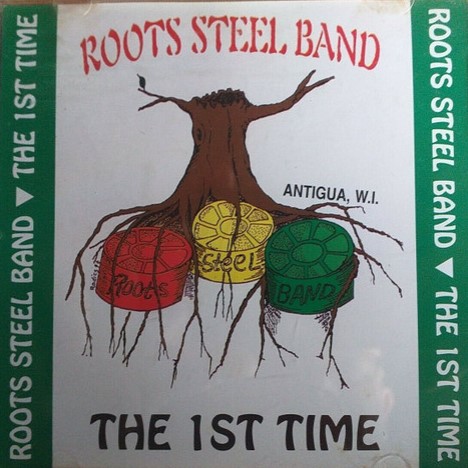 ROOTS STEEL BAND
ANTIGUA, W.I.
Roots
Steel
BAND
THE 1ST TIME
ROOTS STEEL BAND ▼ THE 1ST TIME
ROOTS STEEL BAND ▼ THE 1ST TIME